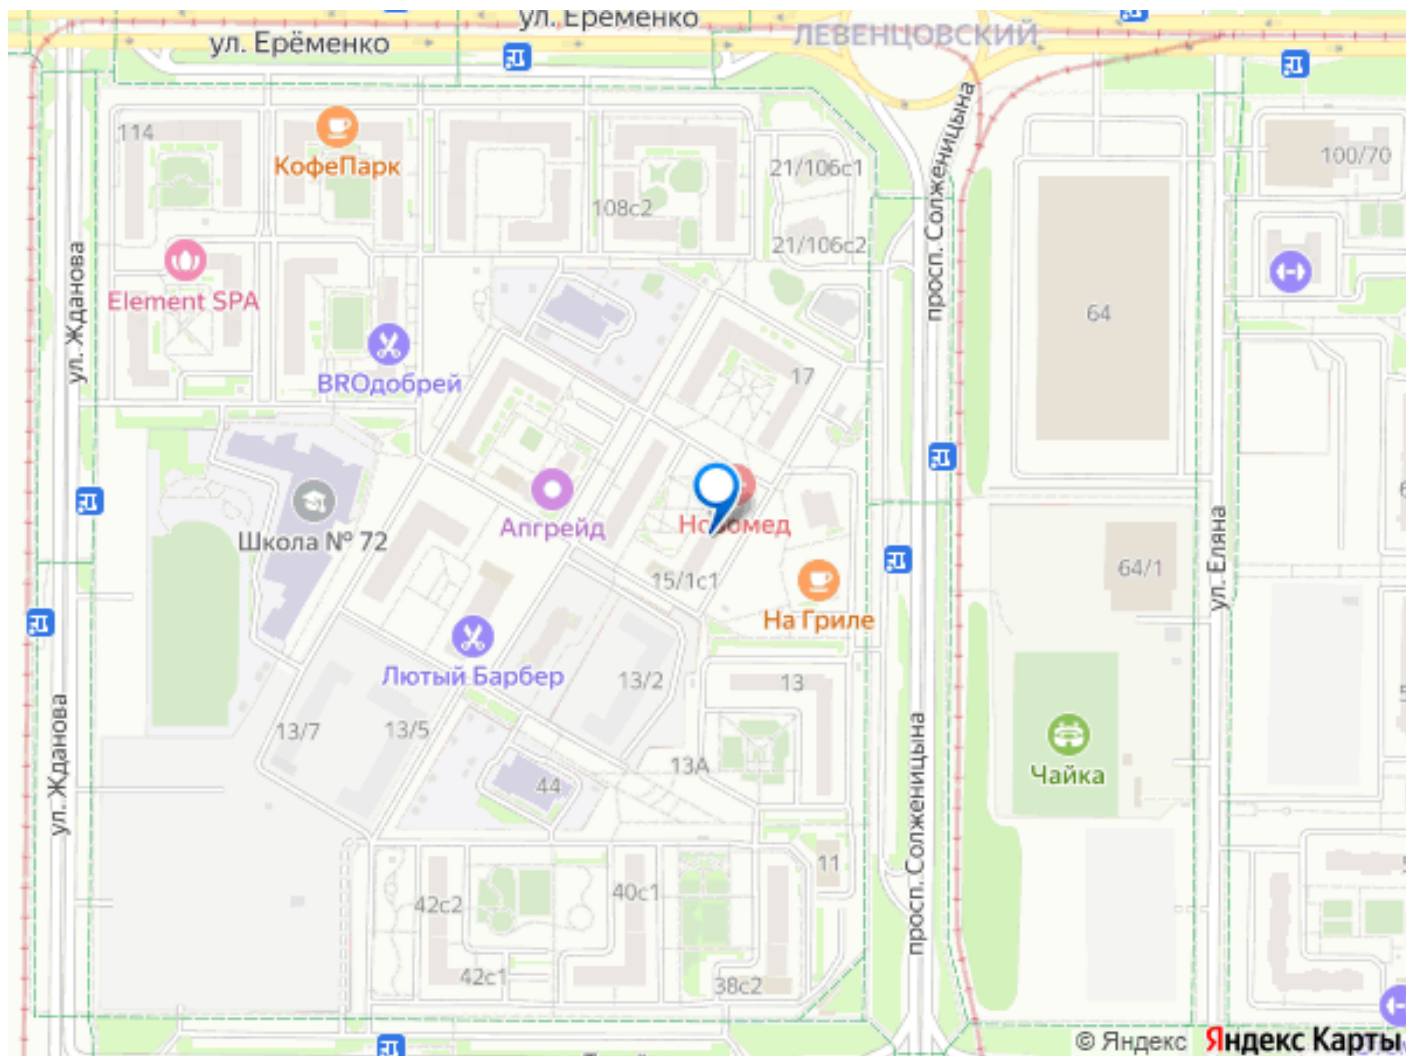 ул. Еременко
ул. Ерёменко
ЛЕВЕНЦОВСКИЙ
114
КофеПарк
108с2
21/106с1
21/106с2
100/70
просп. Солженицына
ул. Жданова
Element SPA
BROдобрей
64
17
Школа № 72
Апгрейд
Новомед
15/1с1
На Гриле
64/1
ул. Еляна
Лютый Барбер
13/2
13
13/7
13/5
13А
44
Чайка
ул. Жданова
просп. Солженицына
11
42с2
40с1
42с1
38с2
© Яндекс Яндекс Карты